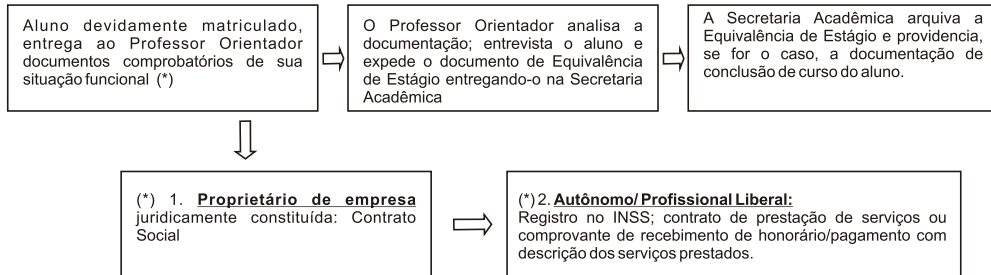 Aluno devidamente matriculado,
entrega ao Professor Orientador
documentos comprobatórios de sua
situação funcional (*)
O Professor Orientador analisa a
documentação; entrevista o aluno e
expede o documento de Equivalência
de Estágio entregando-o na Secretaria
Acadêmica
A Secretaria Acadêmica arquiva a
Equivalência de Estágio e providencia,
se for o caso, a documentação de
conclusão de curso do aluno.
(*) 1. Proprietário de empresa
juridicamente constituída: Contrato
Social
(*) 2. Autônomo/ Profissional Liberal:
Registro no INSS; contrato de prestação de serviços ou
comprovante de recebimento de honorário/pagamento com
descrição dos serviços prestados.